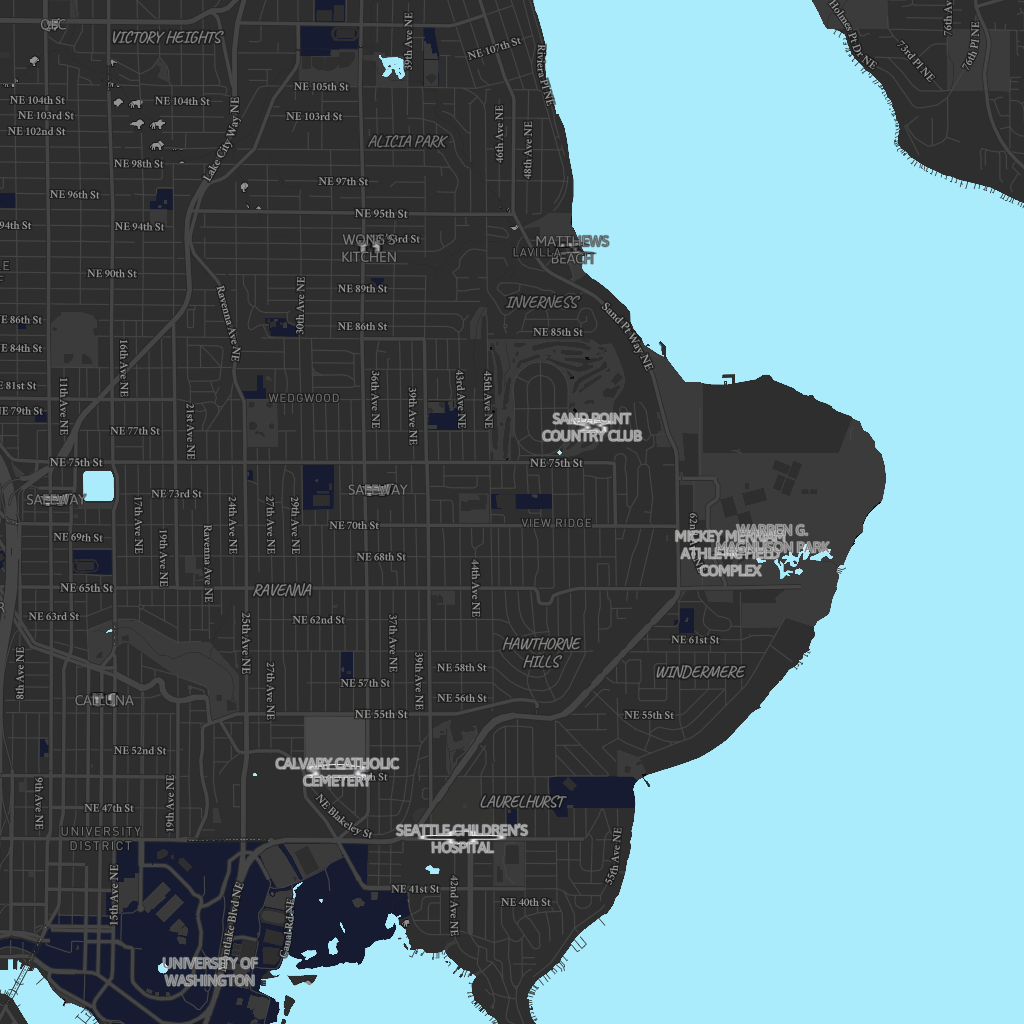 QFC
VICTORY HEIGHTS
39th Ave NE
NE 107th St
Riviera Pl NE
Holmes Pt Dr NE
73rd Pl NE
76th Av
76th Pl NE
NE 104th St
NE 104th St
NE 103rd St
NE 102nd St
NE 105th St
NE 103rd St
Lake City Way NE
ALICIA PARK
46th Ave NE
48th Ave NE
NE 98th St
NE 97th St
NE 96th St
NE 95th St
94th St
NE 94th St
WONG'S
KITCHEN
93rd St
LAVILLA
MATTHEWS
BEACH
NE 90th St
NE 89th St
30th Ave NE
Ravenna Ave NE
INVERNESS
Sand Pt Way NE
NE 86th St
NE 86th St
NE 85th St
NE 84th St
16th Ave NE
NE 81st St
11th Ave NE
21st Ave NE
36th Ave NE
39th Ave NE
43rd Ave NE
45th Ave NE
WEDGWOOD
NE 79th St
NE 77th St
SAND POINT
COUNTRY CLUB
NE 75th St
NE 75th St
SAFEWAY
NE 73rd St
SAFEWAY
17th Ave NE
19th Ave NE
Ravenna Ave NE
24th Ave NE
27th Ave NE
29th Ave NE
NE 70th St
VIEW RIDGE
62nd Ave NE
WARREN G.
MAGNUSON PARK
MICKEY MERRIAM
ATHLETIC FIELD
COMPLEX
NE 69th St
NE 68th St
44th Ave NE
NE 65th St
RAVENNA
NE 63rd St
NE 62nd St
25th Ave NE
37th Ave NE
HAWTHORNE
HILLS
NE 61st St
8th Ave NE
27th Ave NE
39th Ave NE
NE 58th St
WINDERMERE
NE 57th St
NE 56th St
NE 55th St
NE 55th St
NE 52nd St
CALVARY CATHOLIC
CEMETERY
9th Ave NE
19th Ave NE
NE 47th St
NE Blakeley St
LAURELHURST
UNIVERSITY
DISTRICT
SEATTLE CHILDREN'S
HOSPITAL
55th Ave NE
15th Ave NE
NE 41st St
42nd Ave NE
NE 40th St
Montlake Blvd NE
Canal Rd NE
UNIVERSITY OF
WASHINGTON